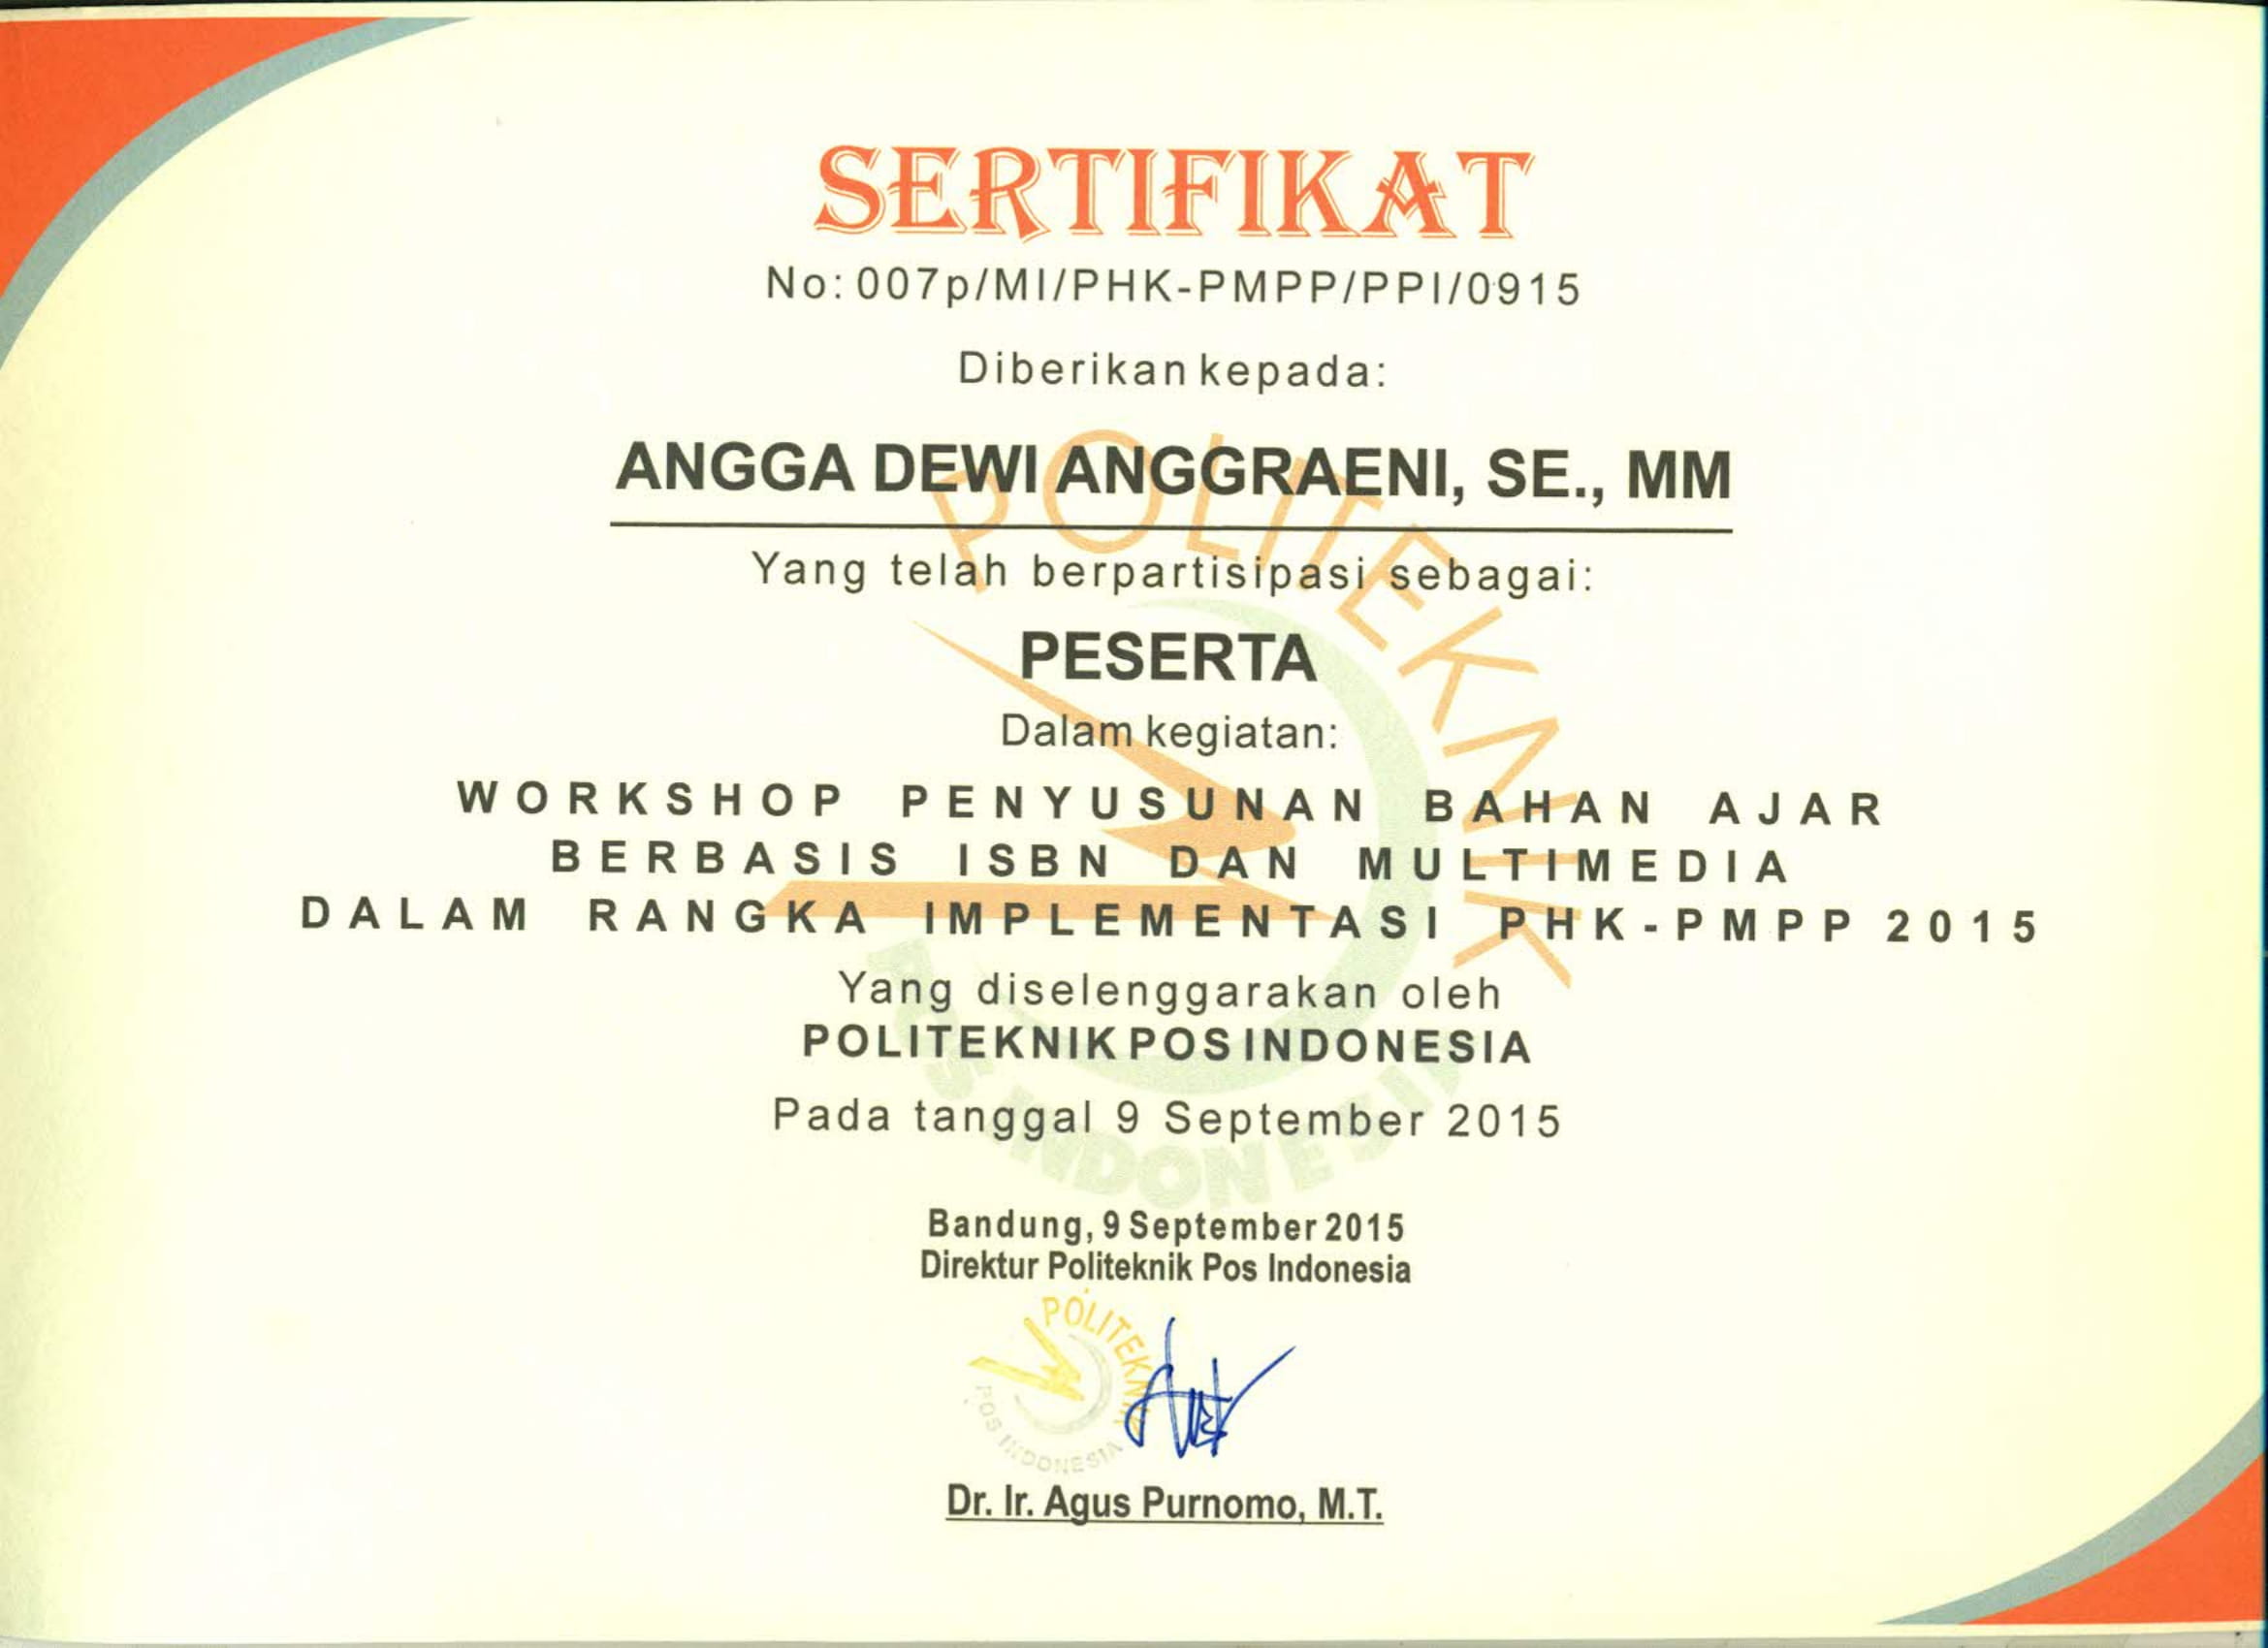 SERTIFIKAT
No: 007p/MI/PHK-PMPP/PPI/0915
Diberikan kepada:
ANGGA DEWI ANGGRAENI, SE., MM
Yang telah berpartisipasi sebagai:
PESERTA
Dalam kegiatan:
WORKSHOP PENYUSUNAN BAHAN AJAR
BERBASIS ISBN DAN MULTIMEDIA
DALAM RANGKA IMPLEMENTASI PHK-PMPP 2015
Yang diselenggarakan oleh
POLITEKNIK POS INDONESIA
Pada tanggal 9 September 2015
POLITEKNIK
POS INDONESIA
Bandung, 9 September 2015
Direktur Politeknik Pos Indonesia
POLITEKNIK
POS INDONESIA
Dr. Ir. Agus Purnomo, M.T.